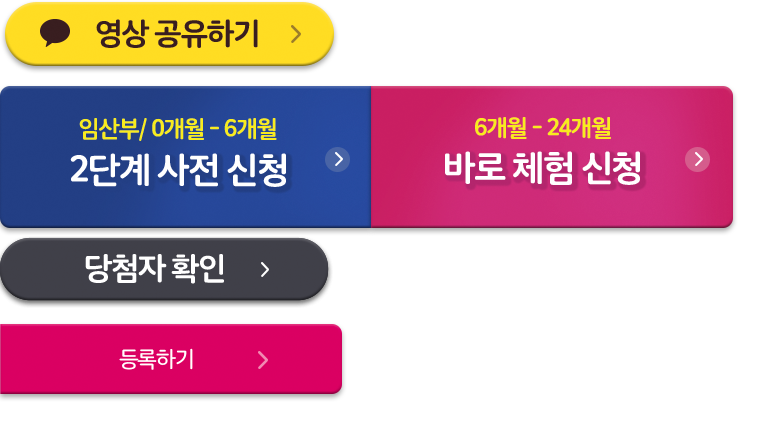 영상 공유하기
임산부/ 0개월 - 6개월
2단계 사전 신청
6개월 - 24개월
바로 체험 신청
당첨자 확인
등록하기